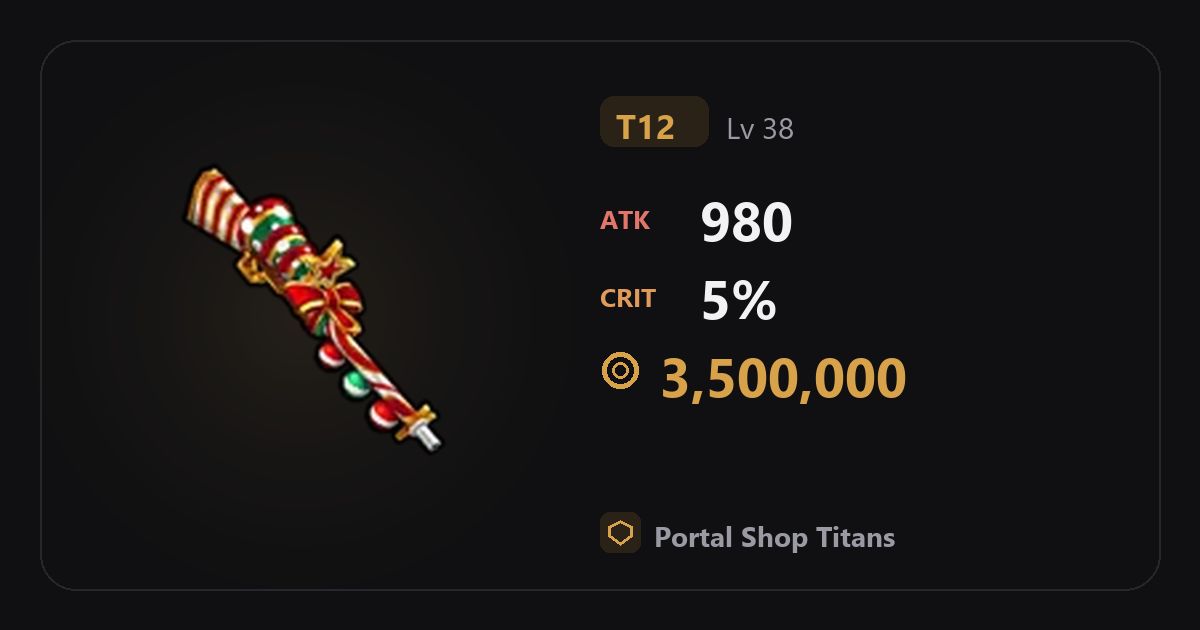 T12 Lv 38
ATK 980
CRIT 5%
3,500,000
Portal Shop Titans